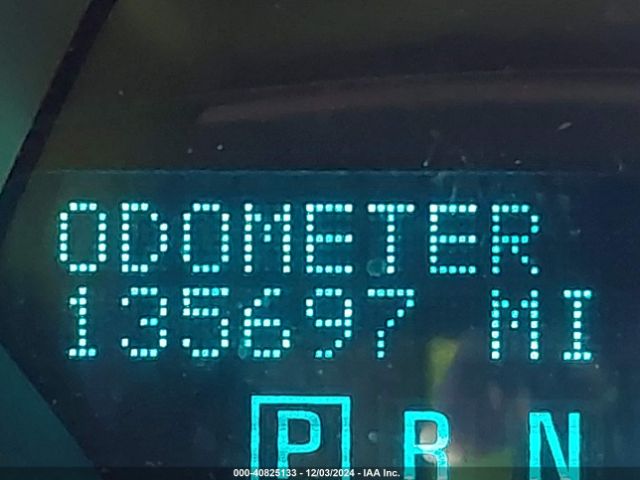 ODOMETER
135697 MI
P R N
000-40825133 - 12/03/2024 - IAA Inc.